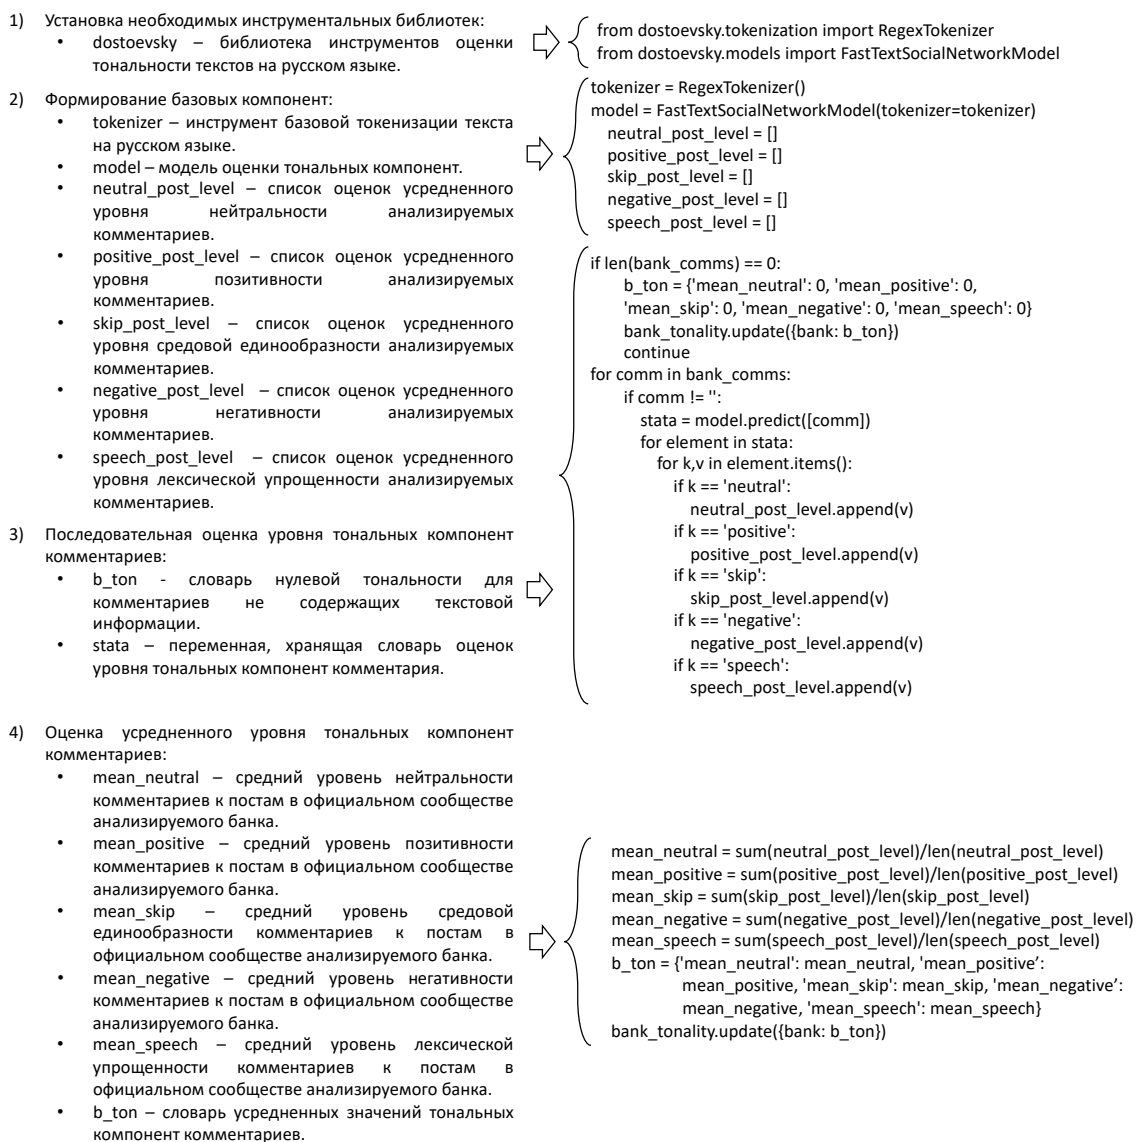 1) Установка необходимых инструментальных библиотек:
• dostoevsky – библиотека инструментов оценки
тональности текстов на русском языке.
from dostoevsky.tokenization import RegexTokenizer
from dostoevsky.models import FastTextSocialNetworkModel
2) Формирование базовых компонент:
• tokenizer – инструмент базовой токенизации текста
на русском языке.
• model – модель оценки тональных компонент.
• neutral_post_level – список оценок усредненного
уровня нейтральности анализируемых
комментариев.
• positive_post_level – список оценок усредненного
уровня позитивности анализируемых
комментариев.
• skip_post_level – список оценок усредненного
уровня средовой единообразности анализируемых
комментариев.
• negative_post_level – список оценок усредненного
уровня негативности анализируемых
комментариев.
• speech_post_level – список оценок усредненного
уровня лексической упрощенности анализируемых
комментариев.
tokenizer = RegexTokenizer()
model = FastTextSocialNetworkModel(tokenizer=tokenizer)
neutral_post_level = []
positive_post_level = []
skip_post_level = []
negative_post_level = []
speech_post_level = []
3) Последовательная оценка уровня тональных компонент
комментариев:
• b_ton - словарь нулевой тональности для
комментариев не содержащих текстовой
информации.
• stata – переменная, хранящая словарь оценок
уровня тональных компонент комментария.
if len(bank_comms) == 0:
b_ton = {'mean_neutral': 0, 'mean_positive': 0,
'mean_skip': 0, 'mean_negative': 0, 'mean_speech': 0}
bank_tonality.update({bank: b_ton})
continue
for comm in bank_comms:
if comm != '':
stata = model.predict([comm])
for element in stata:
for k,v in element.items():
if k == 'neutral':
neutral_post_level.append(v)
if k == 'positive':
positive_post_level.append(v)
if k == 'skip':
skip_post_level.append(v)
if k == 'negative':
negative_post_level.append(v)
if k == 'speech':
speech_post_level.append(v)
4) Оценка усредненного уровня тональных компонент
комментариев:
• mean_neutral – средний уровень нейтральности
комментариев к постам в официальном сообществе
анализируемого банка.
• mean_positive – средний уровень позитивности
комментариев к постам в официальном сообществе
анализируемого банка.
• mean_skip – средний уровень средовой
единообразности комментариев к постам в
официальном сообществе анализируемого банка.
• mean_negative – средний уровень негативности
комментариев к постам в официальном сообществе
анализируемого банка.
• mean_speech – средний уровень лексической
упрощенности комментариев к постам в
официальном сообществе анализируемого банка.
• b_ton – словарь усредненных значений тональных
компонент комментариев.
mean_neutral = sum(neutral_post_level)/len(neutral_post_level)
mean_positive = sum(positive_post_level)/len(positive_post_level)
mean_skip = sum(skip_post_level)/len(skip_post_level)
mean_negative = sum(negative_post_level)/len(negative_post_level)
mean_speech = sum(speech_post_level)/len(speech_post_level)
b_ton = {'mean_neutral': mean_neutral, 'mean_positive’:
mean_positive, 'mean_skip': mean_skip, 'mean_negative’:
mean_negative, 'mean_speech': mean_speech}
bank_tonality.update({bank: b_ton})